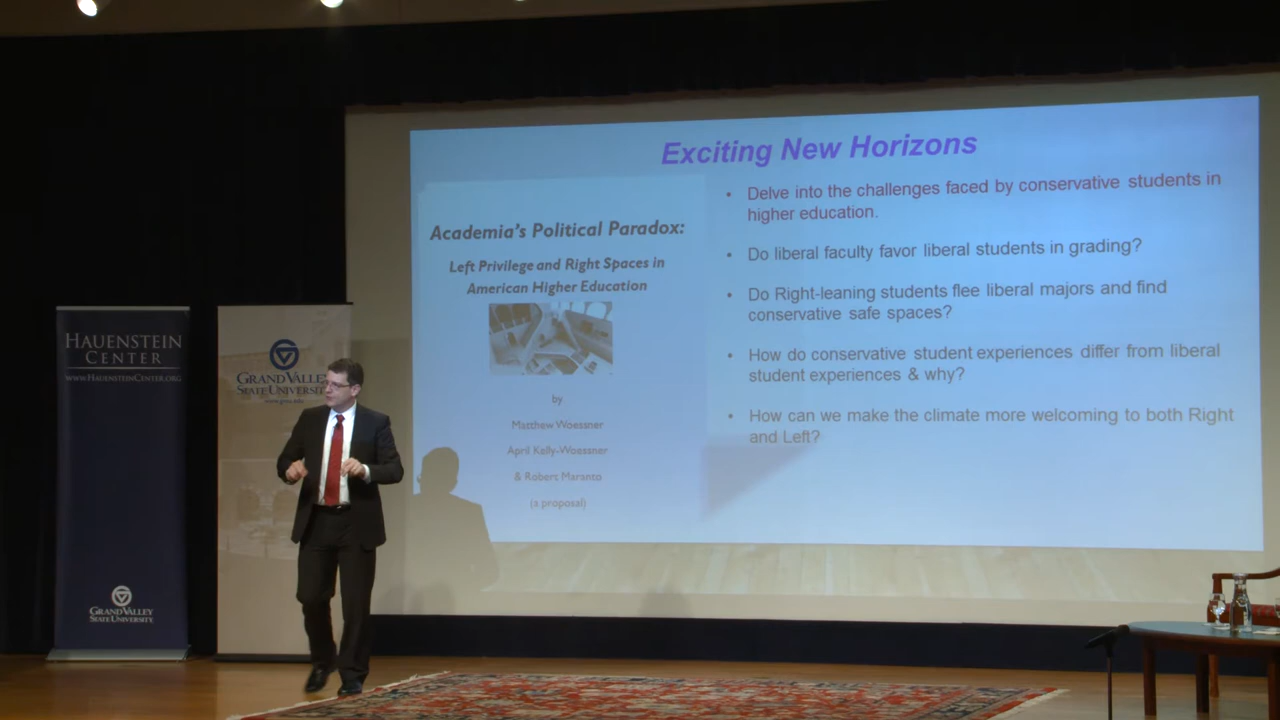 Exciting New Horizons
Academia's Political Paradox:
Left Privilege and Right Spaces in
American Higher Education
by
Matthew Woessner
April Kelly-Woessner
& Robert Maranto
(a proposal)
• Delve into the challenges faced by conservative students in
higher education.
• Do liberal faculty favor liberal students in grading?
• Do Right-leaning students flee liberal majors and find
conservative safe spaces?
• How do conservative student experiences differ from liberal
student experiences & why?
• How can we make the climate more welcoming to both Right
and Left?
HAUENSTEIN
CENTER
WWW.HAUENSTEINCENTER.ORG
GRAND VALLEY
STATE UNIVERSITY
GRAND VALLEY
STATE UNIVERSITY
www.gvsu.edu